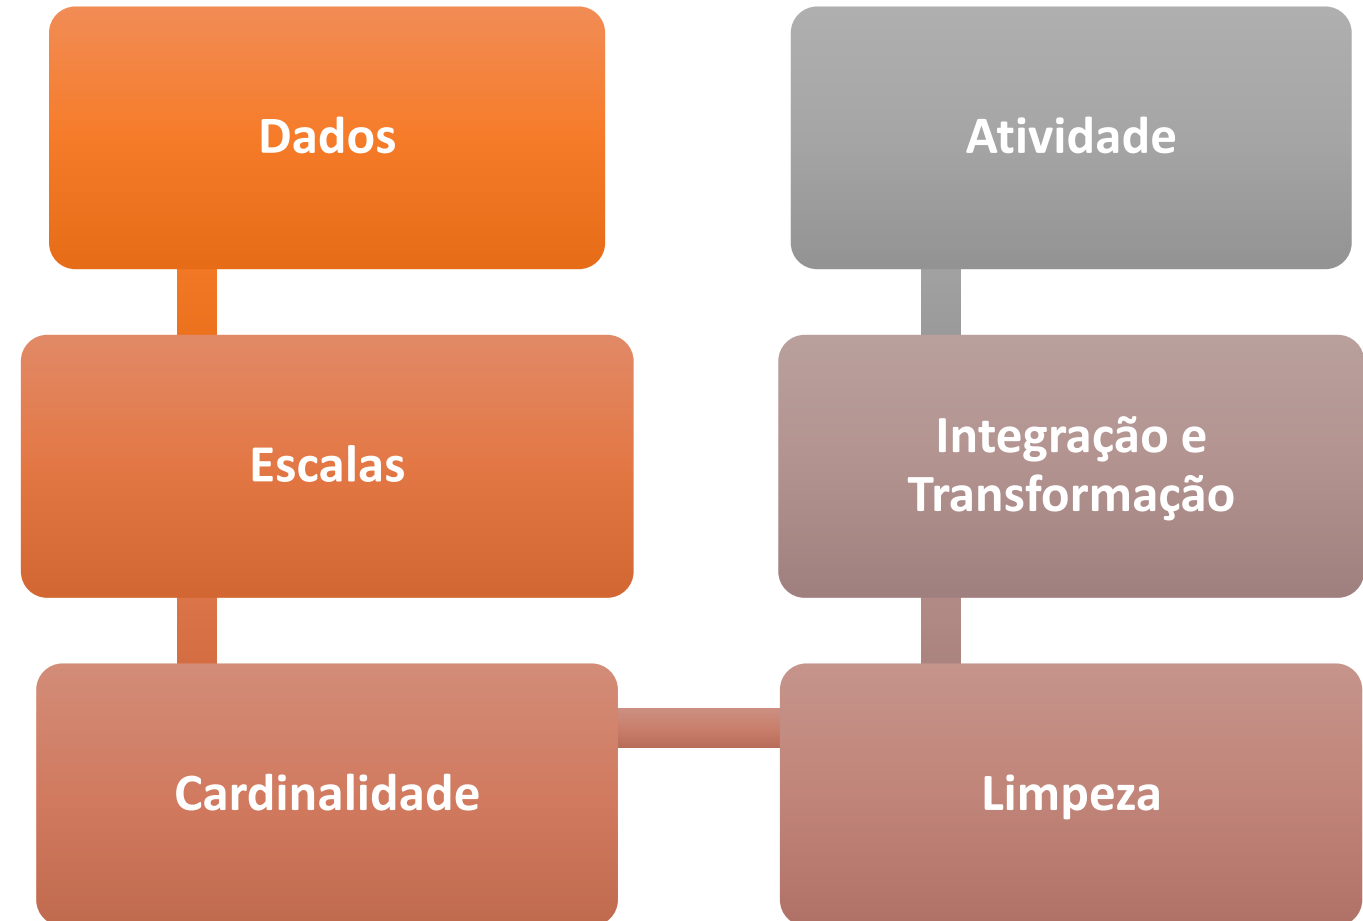 Dados
Escalas
Cardinalidade
Limpeza
Integração e
Transformação
Atividade